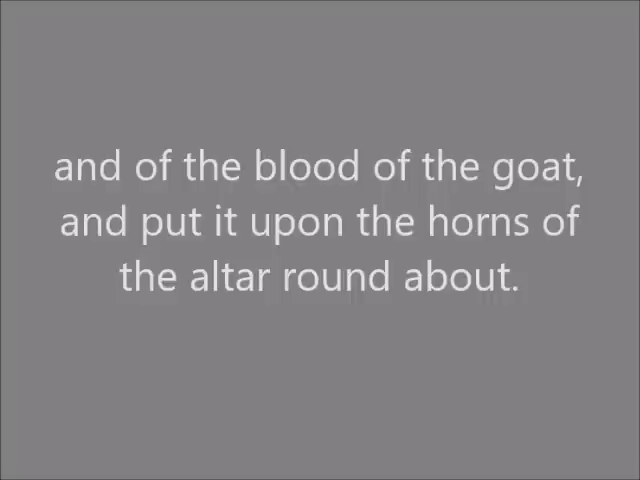 and of the blood of the goat,
and put it upon the horns of
the altar round about.